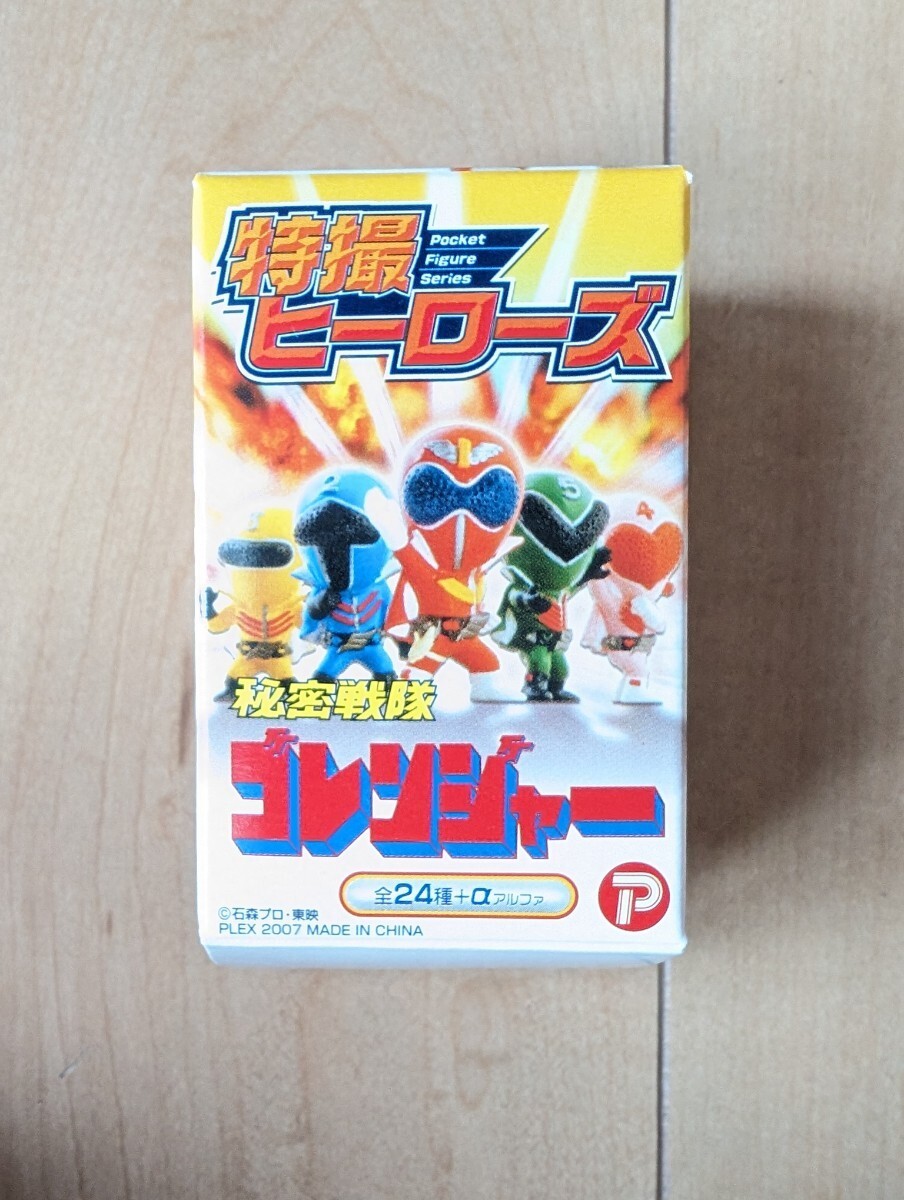 特撮
Pocket
Figure
Series
ヒーローズ
2
5
秘密戦隊
ゴレンジャー
全24種+αアルファ
©石森プロ・東映
PLEX 2007 MADE IN CHINA
P